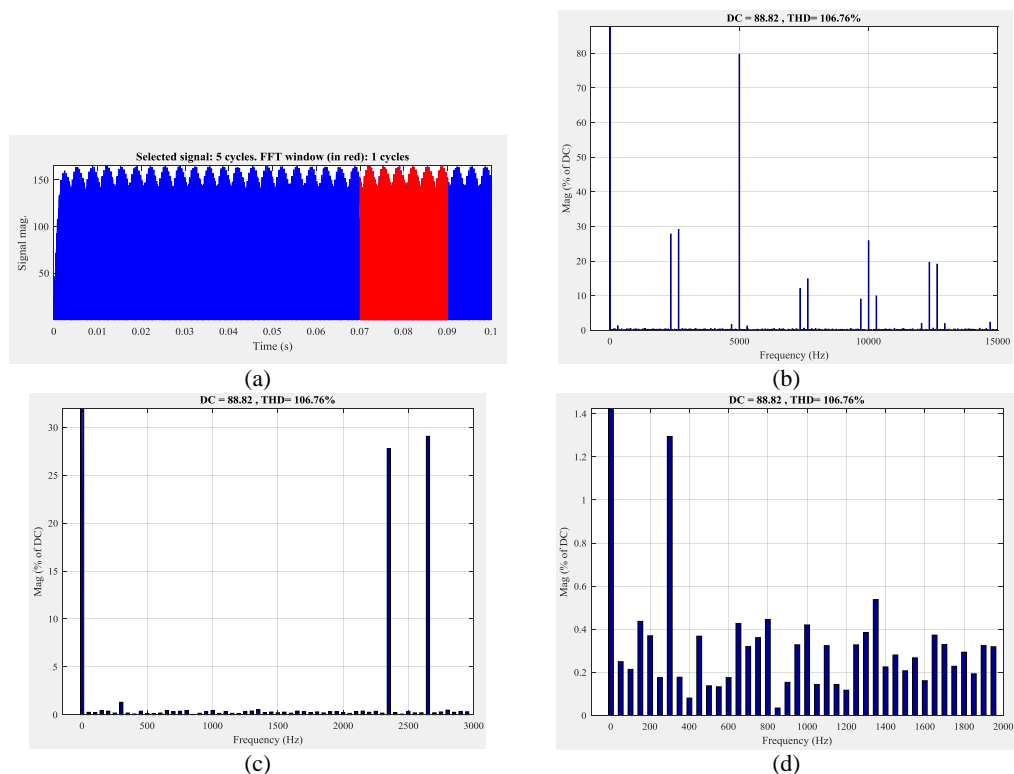 Selected signal: 5 cycles. FFT window (in red): 1 cycles
Signal mag.
150
100
50
0 0.01 0.02 0.03 0.04 0.05 0.06 0.07 0.08 0.09 0.1
Time (s)
(a)
DC = 88.82 , THD= 106.76%
Mag (% of DC)
80
70
60
50
40
30
20
10
0
0 5000 10000 15000
Frequency (Hz)
(b)
DC = 88.82 , THD= 106.76%
Mag (% of DC)
30
25
20
15
10
5
0
0 500 1000 1500 2000 2500 3000
Frequency (Hz)
(c)
DC = 88.82 , THD= 106.76%
Mag (% of DC)
1.4
1.2
1
0.8
0.6
0.4
0.2
0
0 200 400 600 800 1000 1200 1400 1600 1800 2000
Frequency (Hz)
(d)